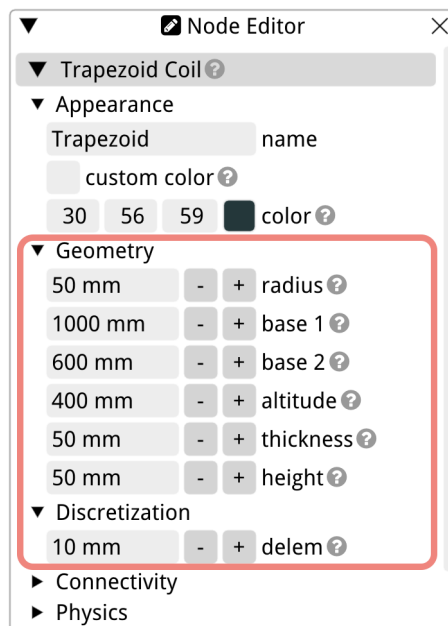 Node Editor
Trapezoid Coil ?
Appearance
Trapezoid name
custom color ?
30 56 59 color ?
Geometry
50 mm - + radius ?
1000 mm - + base 1 ?
600 mm - + base 2 ?
400 mm - + altitude ?
50 mm - + thickness ?
50 mm - + height ?
Discretization
10 mm - + delem ?
Connectivity
Physics